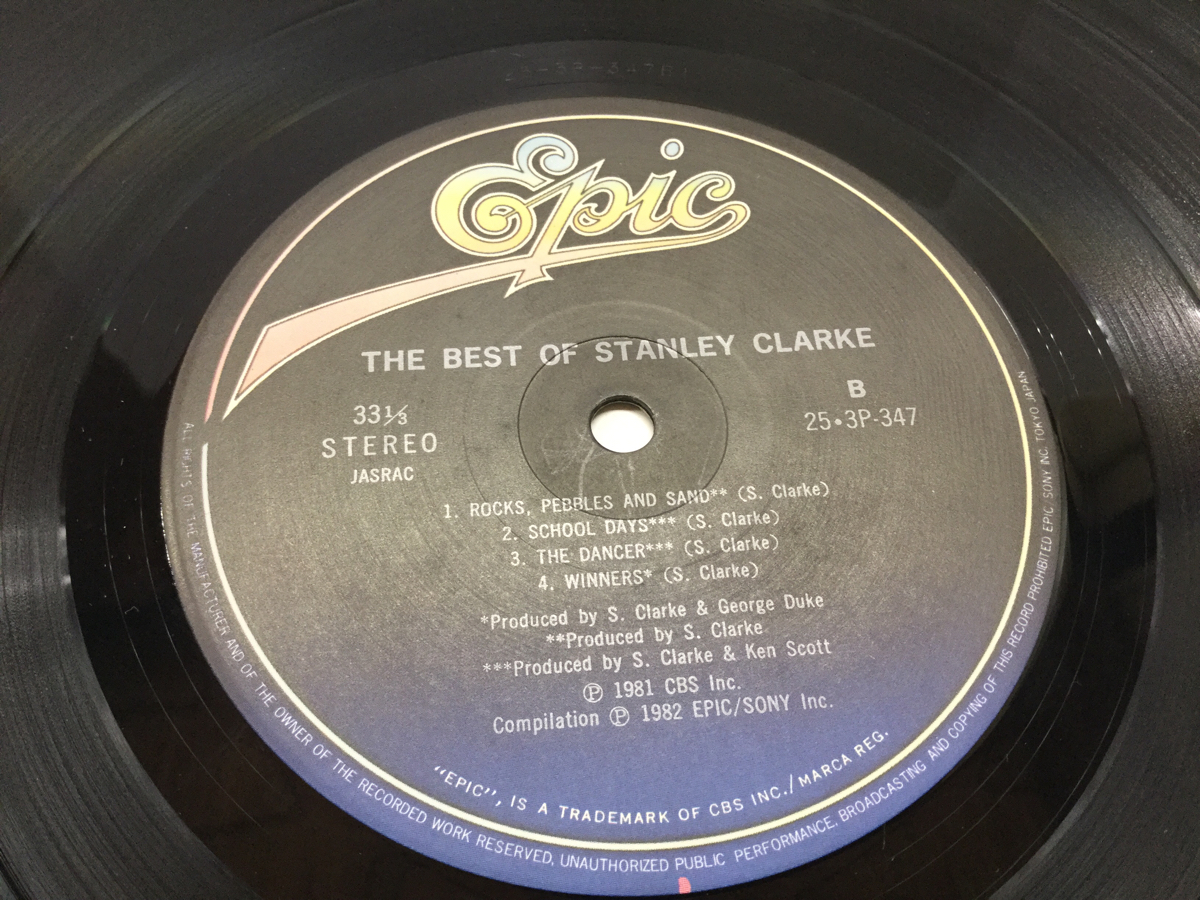 Epic
THE BEST OF STANLEY CLARKE
33⅓
STEREO
JASRAC
B
25•3P-347
1. ROCKS, PEBBLES AND SAND** (S. Clarke)
2. SCHOOL DAYS*** (S. Clarke)
3. THE DANCER*** (S. Clarke)
4. WINNERS* (S. Clarke)
*Produced by S. Clarke & George Duke
**Produced by S. Clarke
***Produced by S. Clarke & Ken Scott
Ⓟ 1981 CBS Inc.
Compilation Ⓟ 1982 EPIC/SONY Inc.
“EPIC”, IS A TRADEMARK OF CBS INC./MARCA REG.
ALL RIGHTS OF THE MANUFACTURER AND OF THE OWNER OF THE RECORDED WORK RESERVED, UNAUTHORIZED PUBLIC PERFORMANCE, BROADCASTING AND COPYING OF THIS RECORD PROHIBITED EPIC SONY INC. TOKYO JAPAN